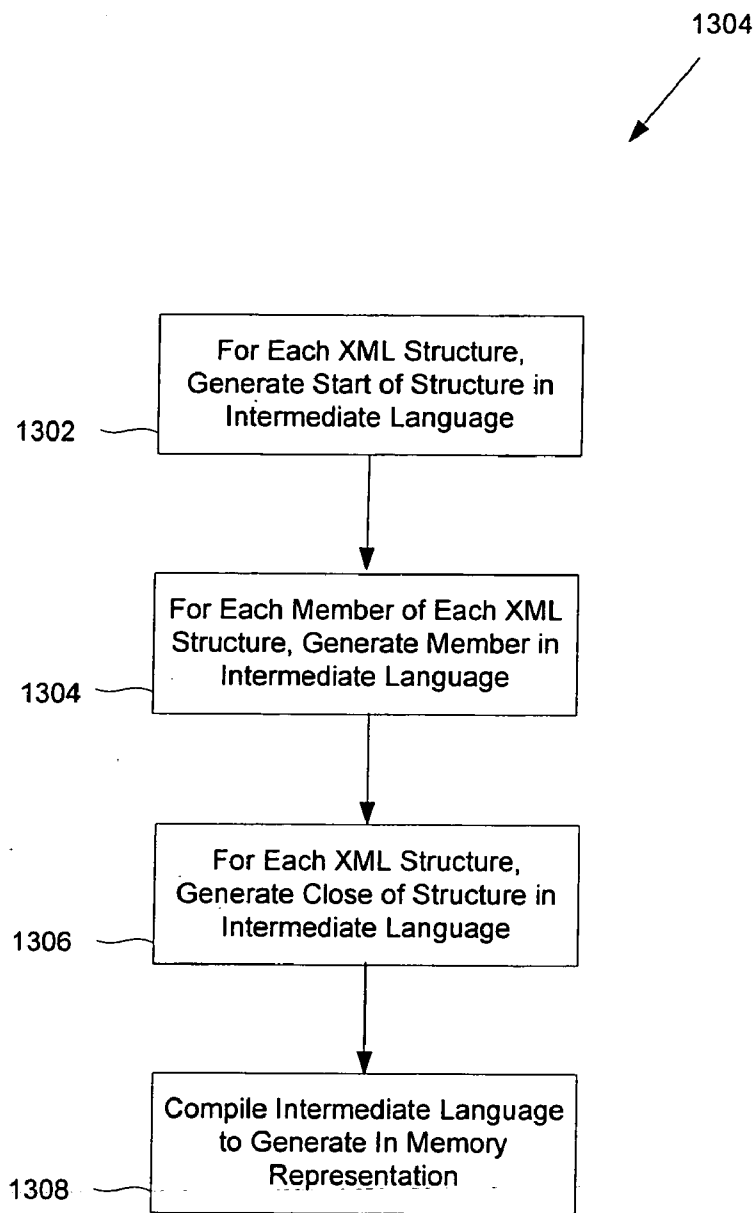 1304
For Each XML Structure,
Generate Start of Structure in
Intermediate Language
1302
For Each Member of Each XML
Structure, Generate Member in
Intermediate Language
1304
For Each XML Structure,
Generate Close of Structure in
Intermediate Language
1306
Compile Intermediate Language
to Generate In Memory
Representation
1308